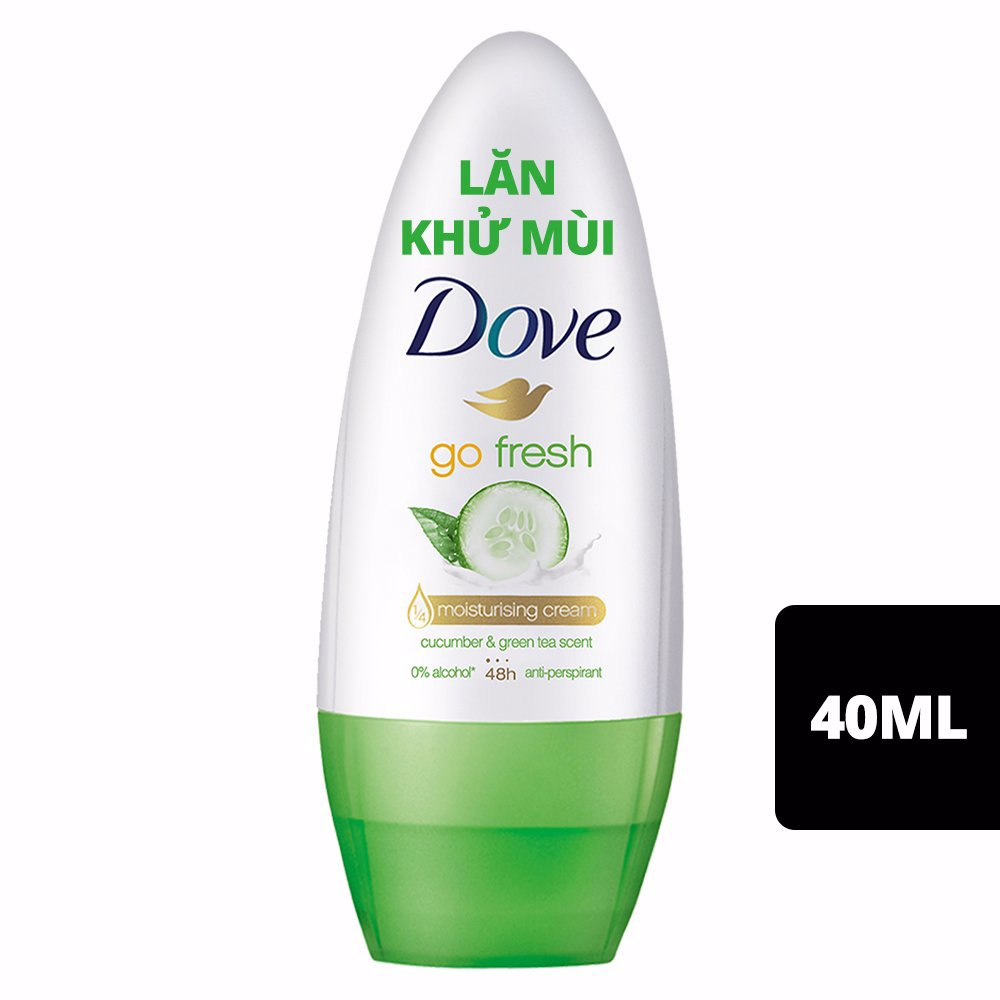 LĂN
KHỬ MÙI
Dove
go fresh
1/4 moisturising cream
cucumber & green tea scent
0% alcohol* 48h anti-perspirant
40ML